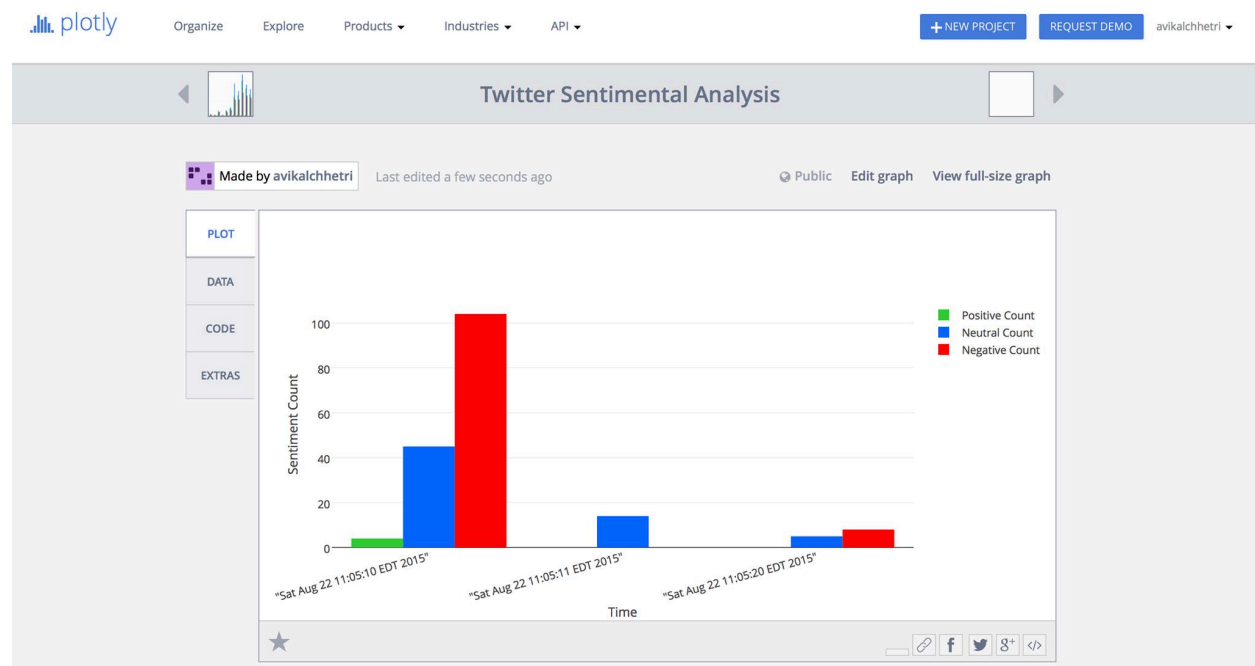 plotly Organize Explore Products Industries API + NEW PROJECT REQUEST DEMO avikalchhetri
Twitter Sentimental Analysis
Made by avikalchhetri Last edited a few seconds ago Public Edit graph View full-size graph
PLOT
DATA
CODE
EXTRAS
Sentiment Count
100
80
60
40
20
0
Positive Count
Neutral Count
Negative Count
"Sat Aug 22 11:05:10 EDT 2015"
"Sat Aug 22 11:05:11 EDT 2015"
"Sat Aug 22 11:05:20 EDT 2015"
Time
f g+ </>